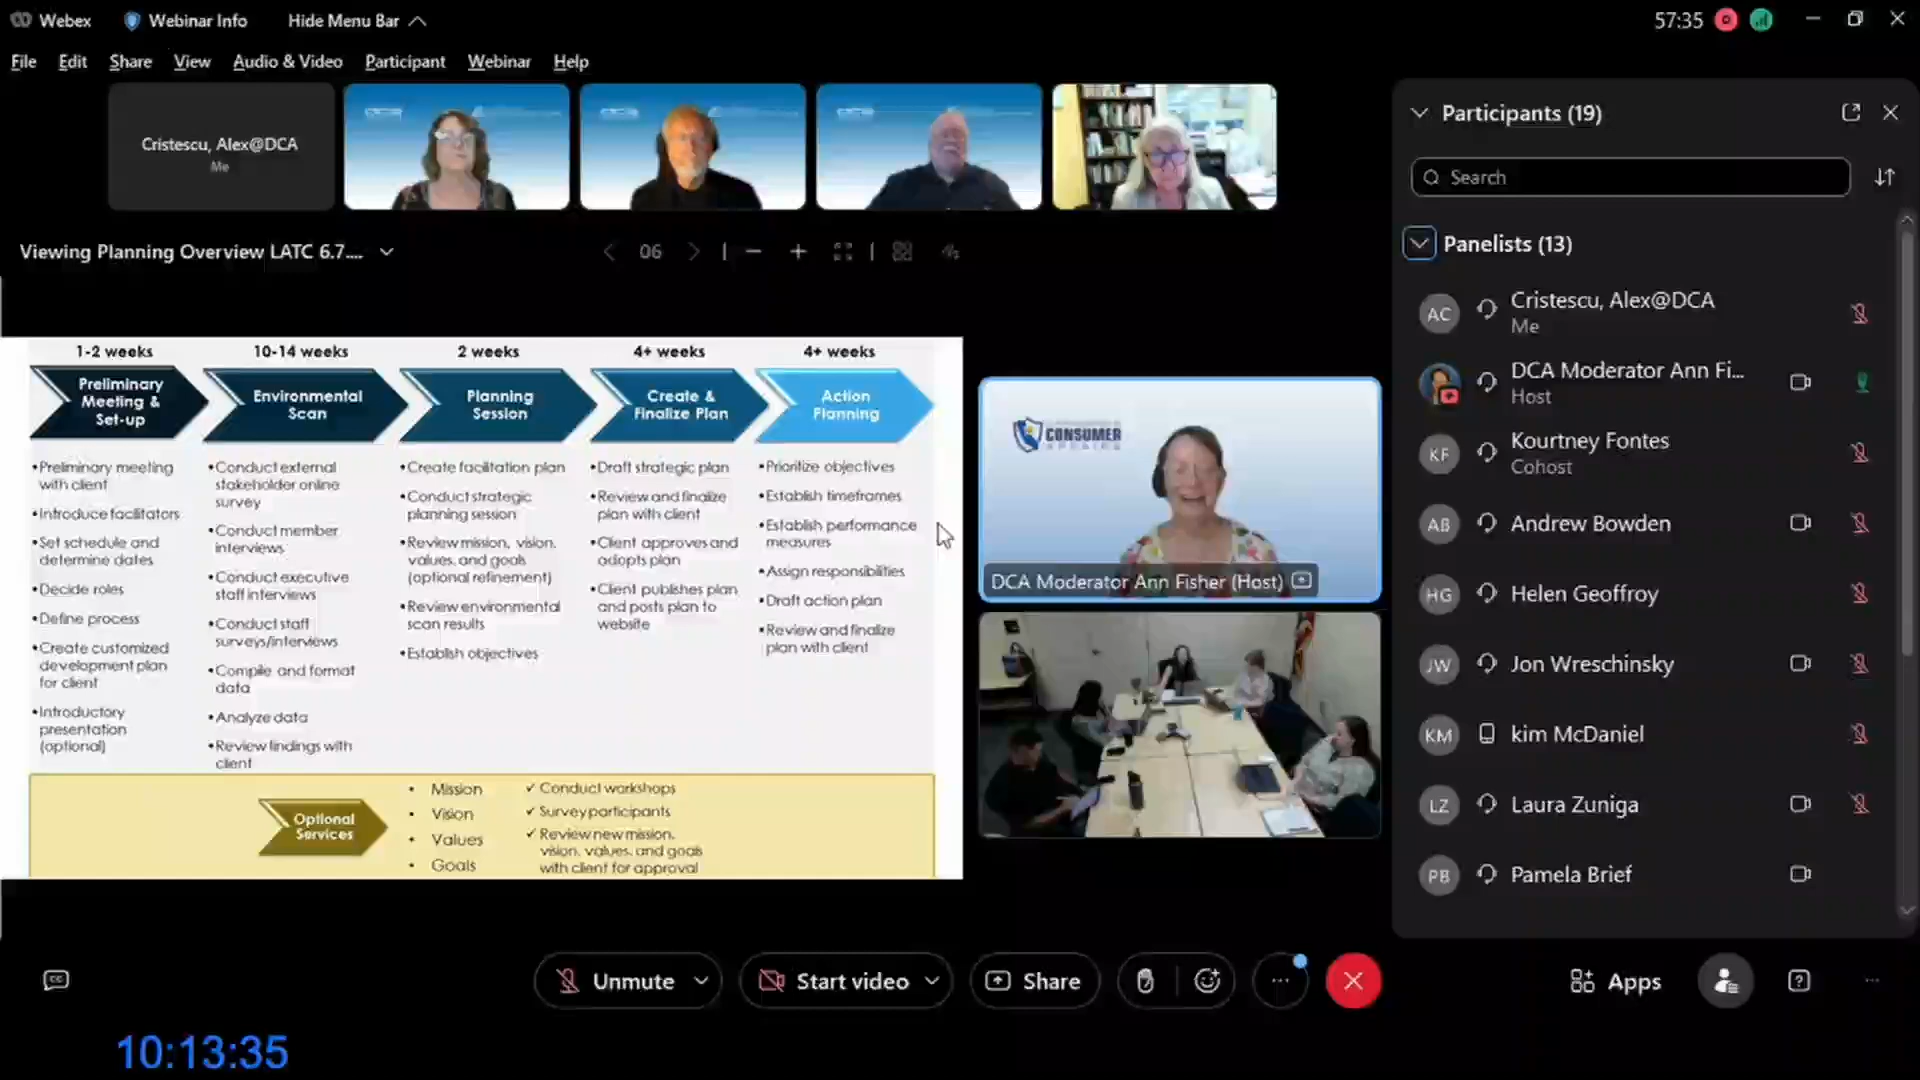 Webex
Webinar Info
Hide Menu Bar
57:35
File Edit Share View Audio & Video Participant Webinar Help
Cristescu, Alex@DCA
Me
Viewing Planning Overview LATC 6.7....
06
1-2 weeks
Preliminary
Meeting &
Set-up
•Preliminary meeting
with client
•Introduce facilitators
•Set schedule and
determine dates
•Decide roles
•Define process
•Create customized
development plan
for client
•Introductory
presentation
(optional)
10-14 weeks
Environmental
Scan
•Conduct external
stakeholder online
survey
•Conduct member
interviews
•Conduct executive
staff interviews
•Conduct staff
surveys/interviews
•Compile and format
data
•Analyze data
•Review findings with
client
2 weeks
Planning
Session
•Create facilitation plan
•Conduct strategic
planning session
•Review mission, vision,
values, and goals
(optional refinement)
•Review environmental
scan results
•Establish objectives
4+ weeks
Create &
Finalize Plan
•Draft strategic plan
•Review and finalize
plan with client
•Client approves and
adopts plan
•Client publishes plan
and posts plan to
website
4+ weeks
Action
Planning
•Prioritize objectives
•Establish timeframes
•Establish performance
measures
•Assign responsibilities
•Draft action plan
•Review and finalize
plan with client
Optional
Services
• Mission
• Vision
• Values
• Goals
✓ Conduct workshops
✓ Survey participants
✓ Review new mission,
vision, values, and goals
with client for approval
CONSUMER
DCA Moderator Ann Fisher (Host)
Participants (19)
Search
Panelists (13)
AC
Cristescu, Alex@DCA
Me
DCA Moderator Ann Fi...
Host
KF
Kourtney Fontes
Cohost
AB
Andrew Bowden
HG
Helen Geoffroy
JW
Jon Wreschinsky
KM
kim McDaniel
LZ
Laura Zuniga
PB
Pamela Brief
CC
Unmute
Start video
Share
Apps
10:13:35